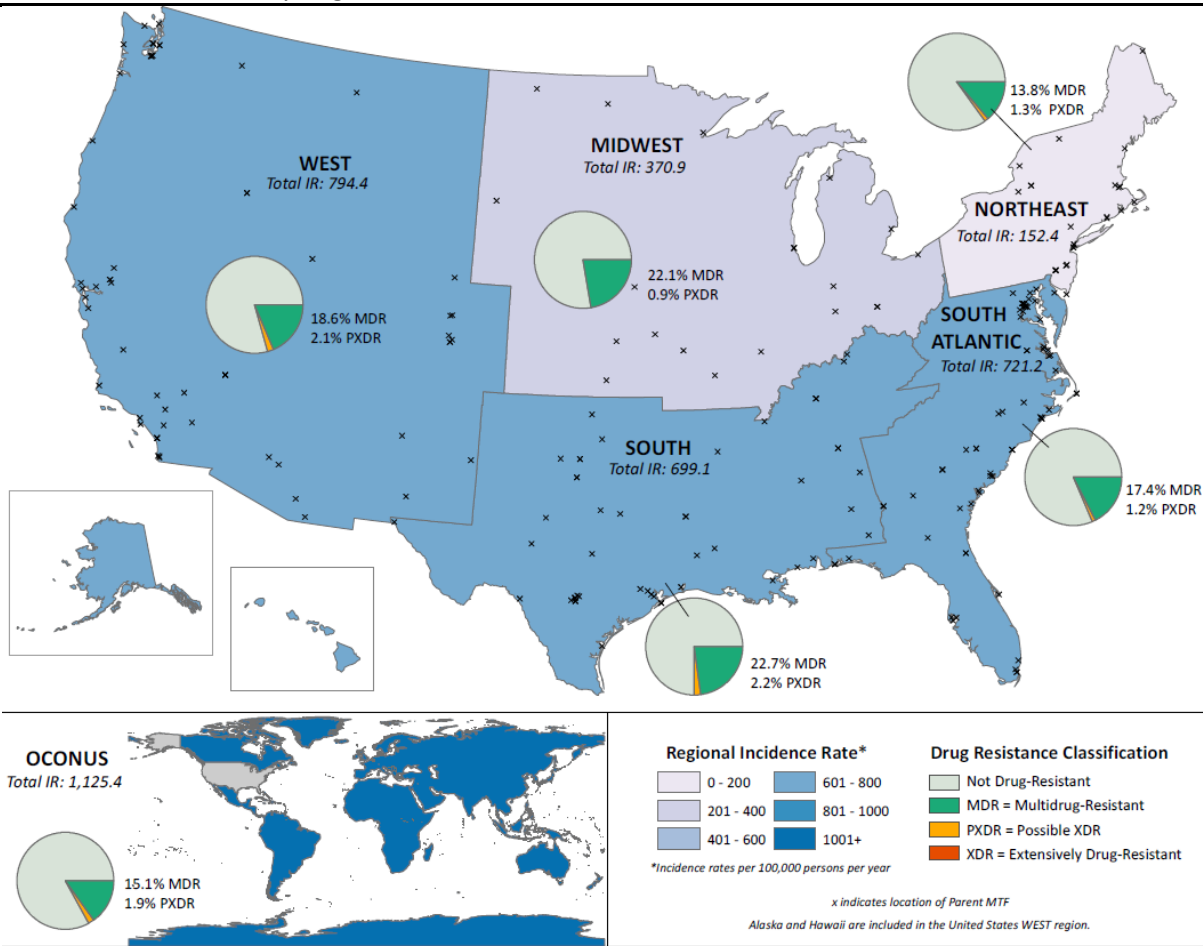 13.8% MDR
1.3% PXDR
WEST
Total IR: 794.4
MIDWEST
Total IR: 370.9
NORTHEAST
Total IR: 152.4
22.1% MDR
0.9% PXDR
18.6% MDR
2.1% PXDR
SOUTH
ATLANTIC
Total IR: 721.2
SOUTH
Total IR: 699.1
17.4% MDR
1.2% PXDR
22.7% MDR
2.2% PXDR
OCONUS
Total IR: 1,125.4
15.1% MDR
1.9% PXDR
Regional Incidence Rate*
0 - 200
201 - 400
401 - 600
601 - 800
801 - 1000
1001+
*Incidence rates per 100,000 persons per year
Drug Resistance Classification
Not Drug-Resistant
MDR = Multidrug-Resistant
PXDR = Possible XDR
XDR = Extensively Drug-Resistant
x indicates location of Parent MTF
Alaska and Hawaii are included in the United States WEST region.